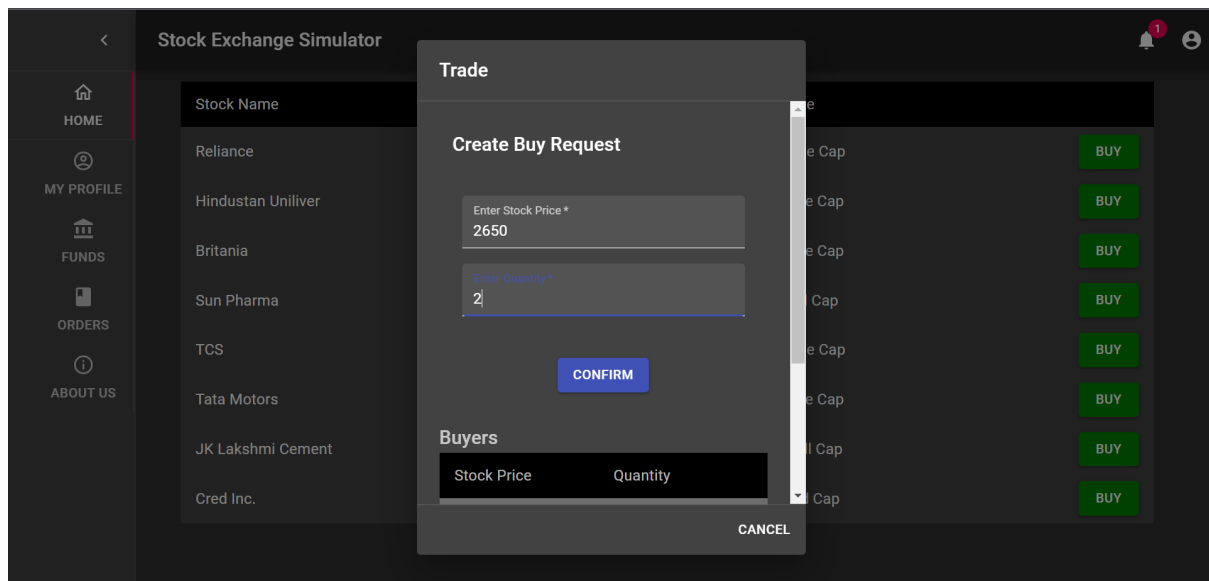 Stock Exchange Simulator
1
HOME
MY PROFILE
FUNDS
ORDERS
ABOUT US
Stock Name
e
Reliance
e Cap
BUY
Hindustan Uniliver
e Cap
BUY
Britania
e Cap
BUY
Sun Pharma
l Cap
BUY
TCS
e Cap
BUY
Tata Motors
e Cap
BUY
JK Lakshmi Cement
ll Cap
BUY
Cred Inc.
l Cap
BUY
Trade
Create Buy Request
Enter Stock Price *
2650
Enter Quantity *
2
CONFIRM
Buyers
Stock Price Quantity
CANCEL